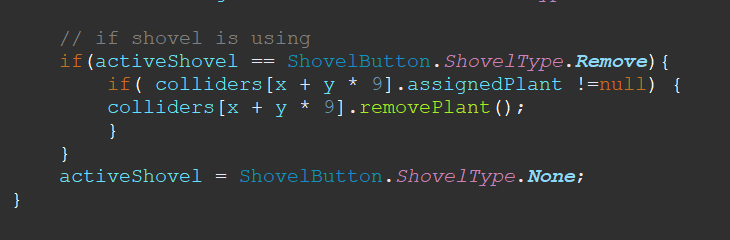 // if shovel is using
if(activeShovel == ShovelButton.ShovelType.Remove){
if( colliders[x + y * 9].assignedPlant !=null) {
colliders[x + y * 9].removePlant();
}
}
activeShovel = ShovelButton.ShovelType.None;
}